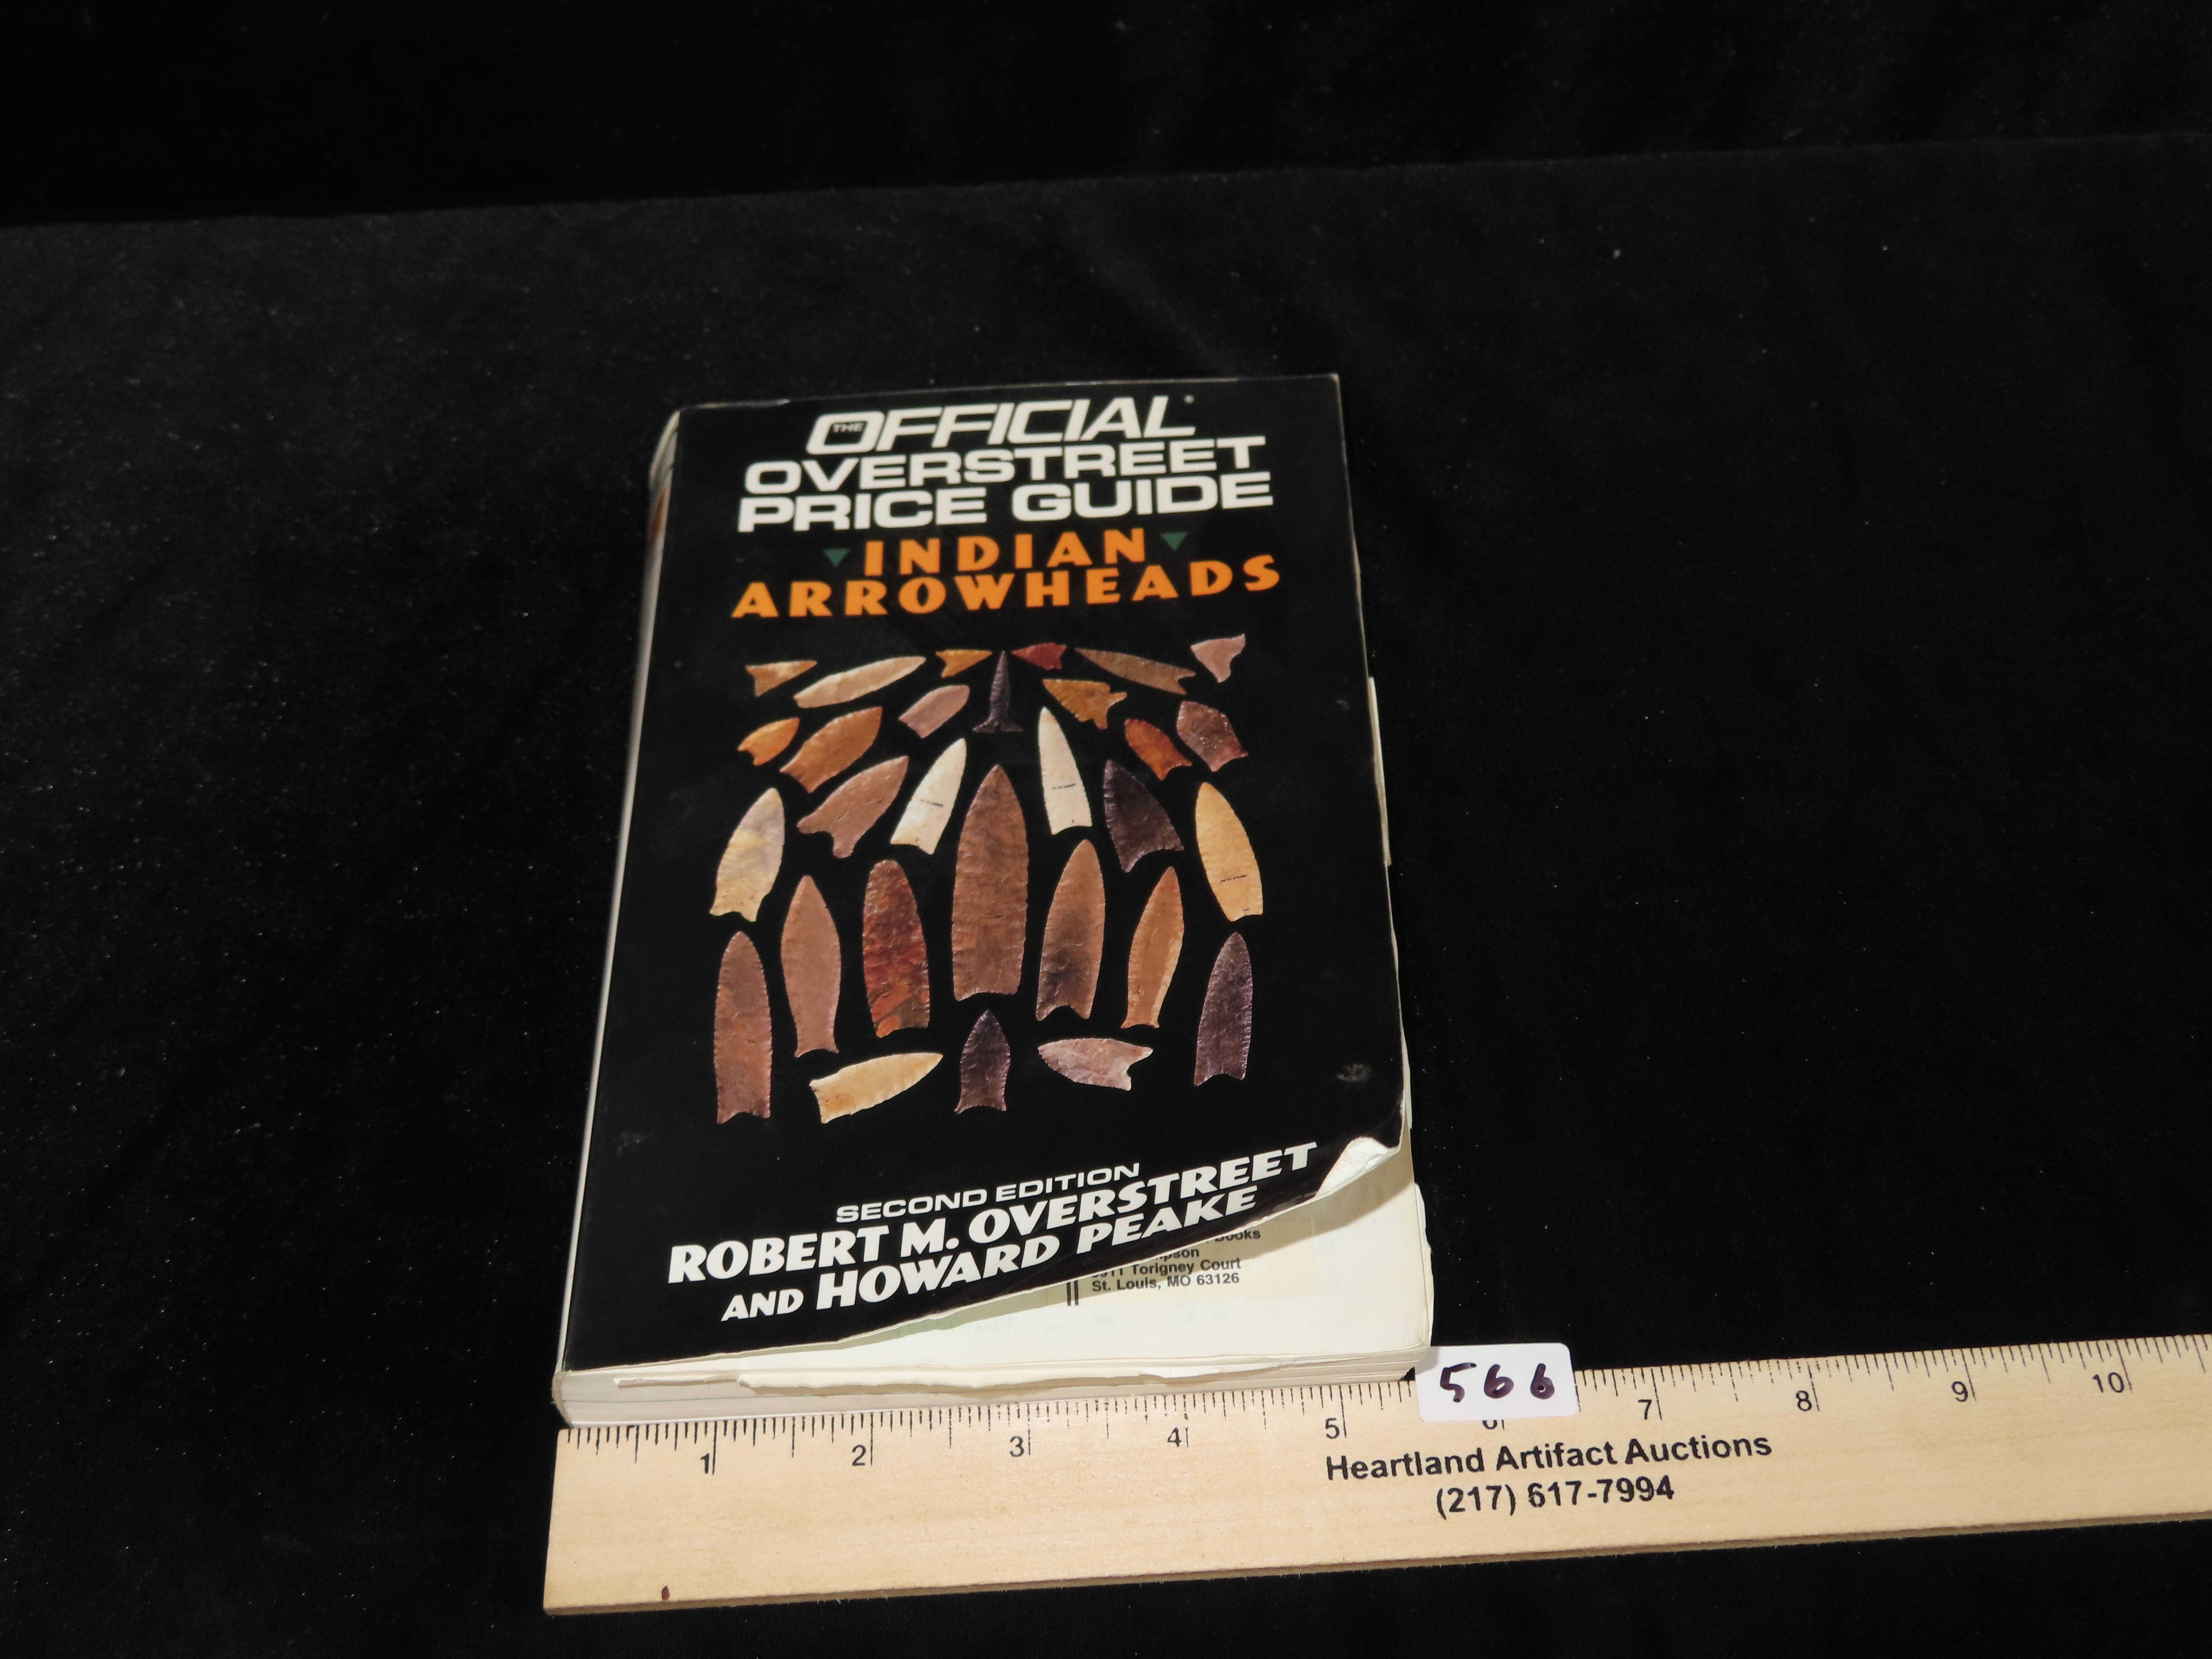 THE OFFICIAL®
OVERSTREET
PRICE GUIDE
INDIAN
ARROWHEADS
SECOND EDITION
ROBERT M. OVERSTREET
AND HOWARD PEAKE
Books
Torigney Court
St. Louis, MO 63126
566
1 2 3 4 5 6 7 8 9 10
Heartland Artifact Auctions
(217) 617-7994